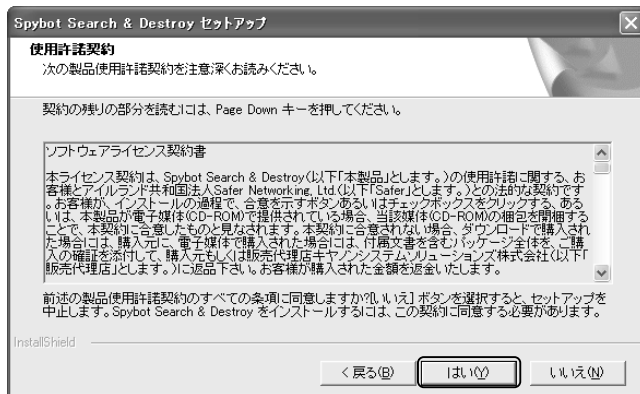 Spybot Search & Destroy セットアップ
使用許諾契約
次の製品使用許諾契約を注意深くお読みください。
契約の残りの部分を読むには、Page Down キーを押してください。
ソフトウェアライセンス契約書
本ライセンス契約は、Spybot Search & Destroy(以下「本製品」とします。)の使用許諾に関する、お
客様とアイルランド共和国法人Safer Networking, Ltd.(以下「Safer」とします。)との法的な契約です
。お客様が、インストールの過程で、合意を示すボタンあるいはチェックボックスをクリックする、ある
いは、本製品が電子媒体(CD-ROM)で提供されている場合、当該媒体(CD-ROM)の梱包を開梱する
ことで、本契約に合意したものと見なされます。本契約に合意されない場合、ダウンロードで購入され
た場合には、購入元に、電子媒体で購入された場合には、付属文書を含むパッケージ全体を、ご購
入の確証を添付して、購入元もしくは販売代理店キヤノンシステムソリューションズ株式会社(以下「
販売代理店」とします。)に返品下さい。お客様が購入された金額を返金いたします。
前述の製品使用許諾契約のすべての条項に同意しますか?[いいえ] ボタンを選択すると、セットアップを
中止します。Spybot Search & Destroy をインストールするには、この契約に同意する必要があります。
InstallShield
< 戻る(B)
はい(Y)
いいえ(N)